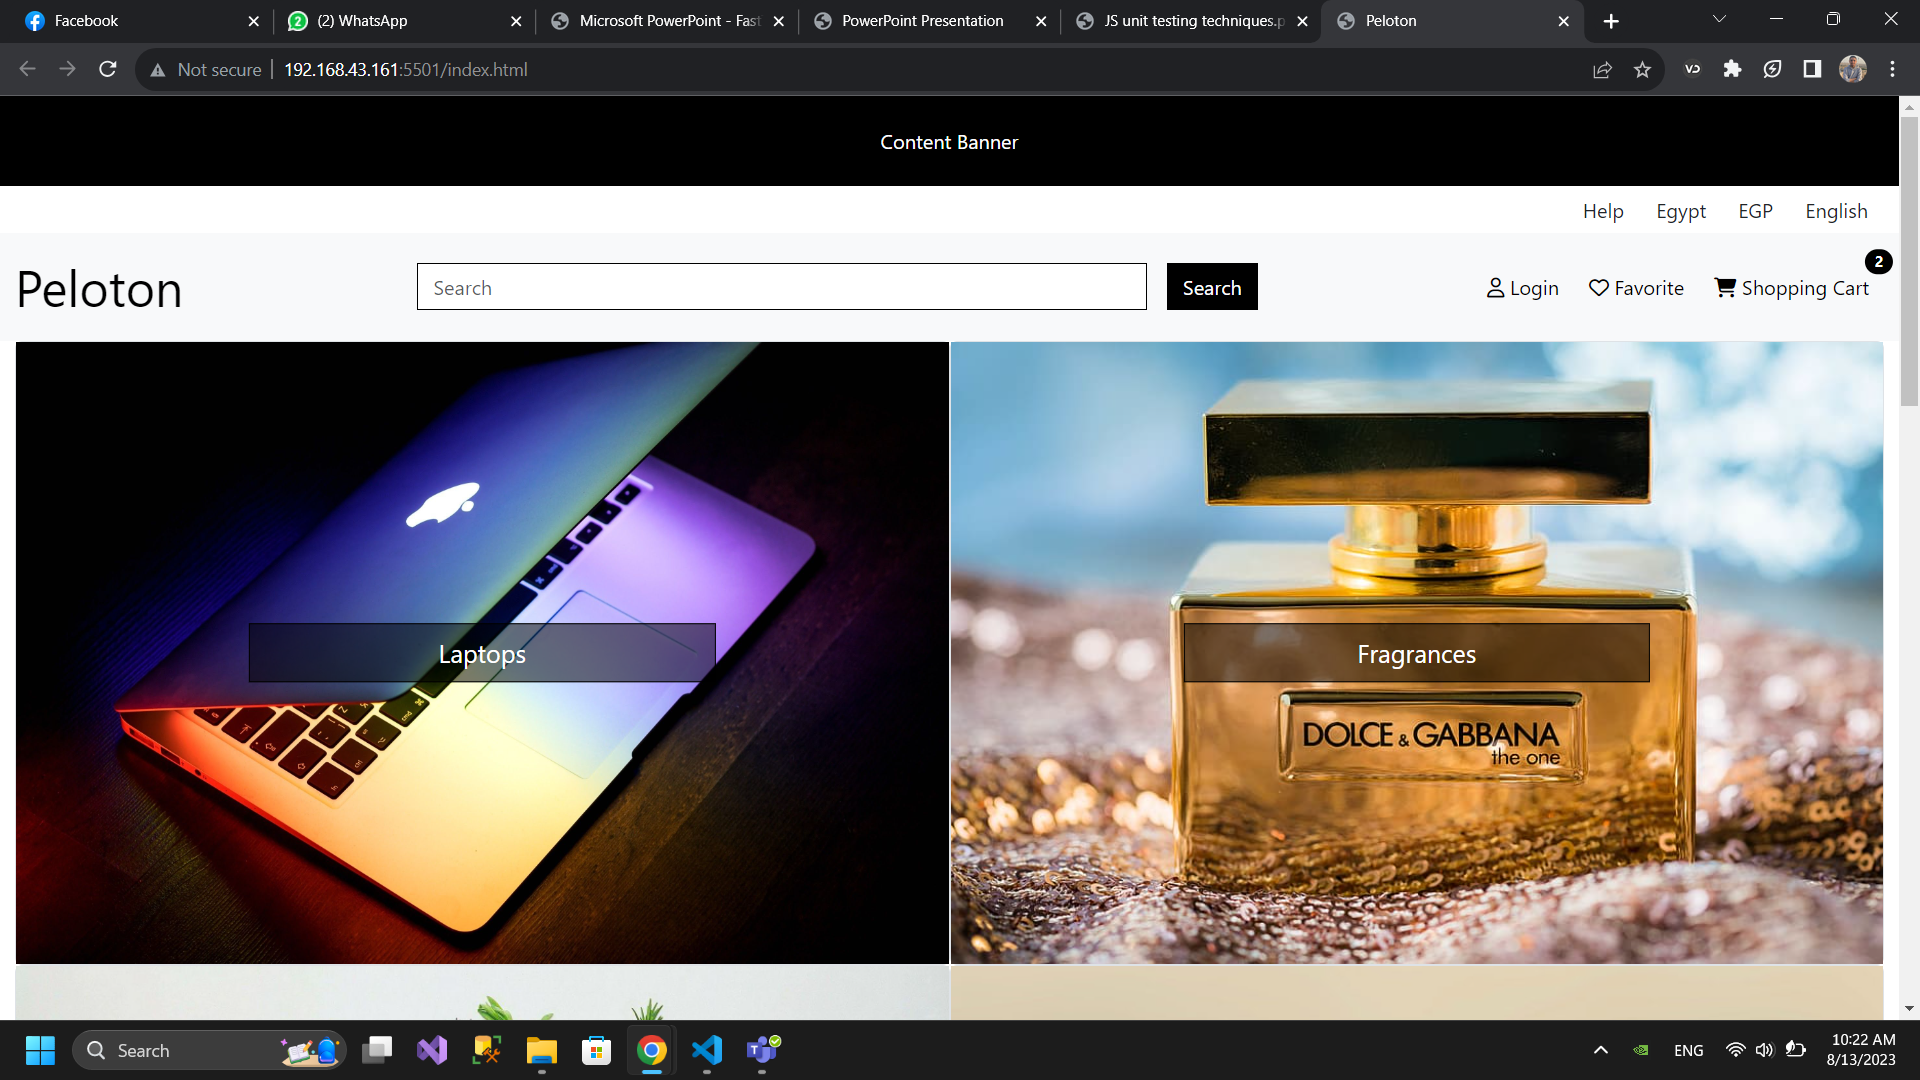 Facebook
(2) WhatsApp
Microsoft PowerPoint - Fast
PowerPoint Presentation
JS unit testing techniques.p
Peloton
Not secure
192.168.43.161:5501/index.html
Content Banner
Help
Egypt
EGP
English
Peloton
Search
Search
Login
Favorite
Shopping Cart
2
Laptops
Fragrances
DOLCE & GABBANA
the one
Search
ENG
10:22 AM
8/13/2023